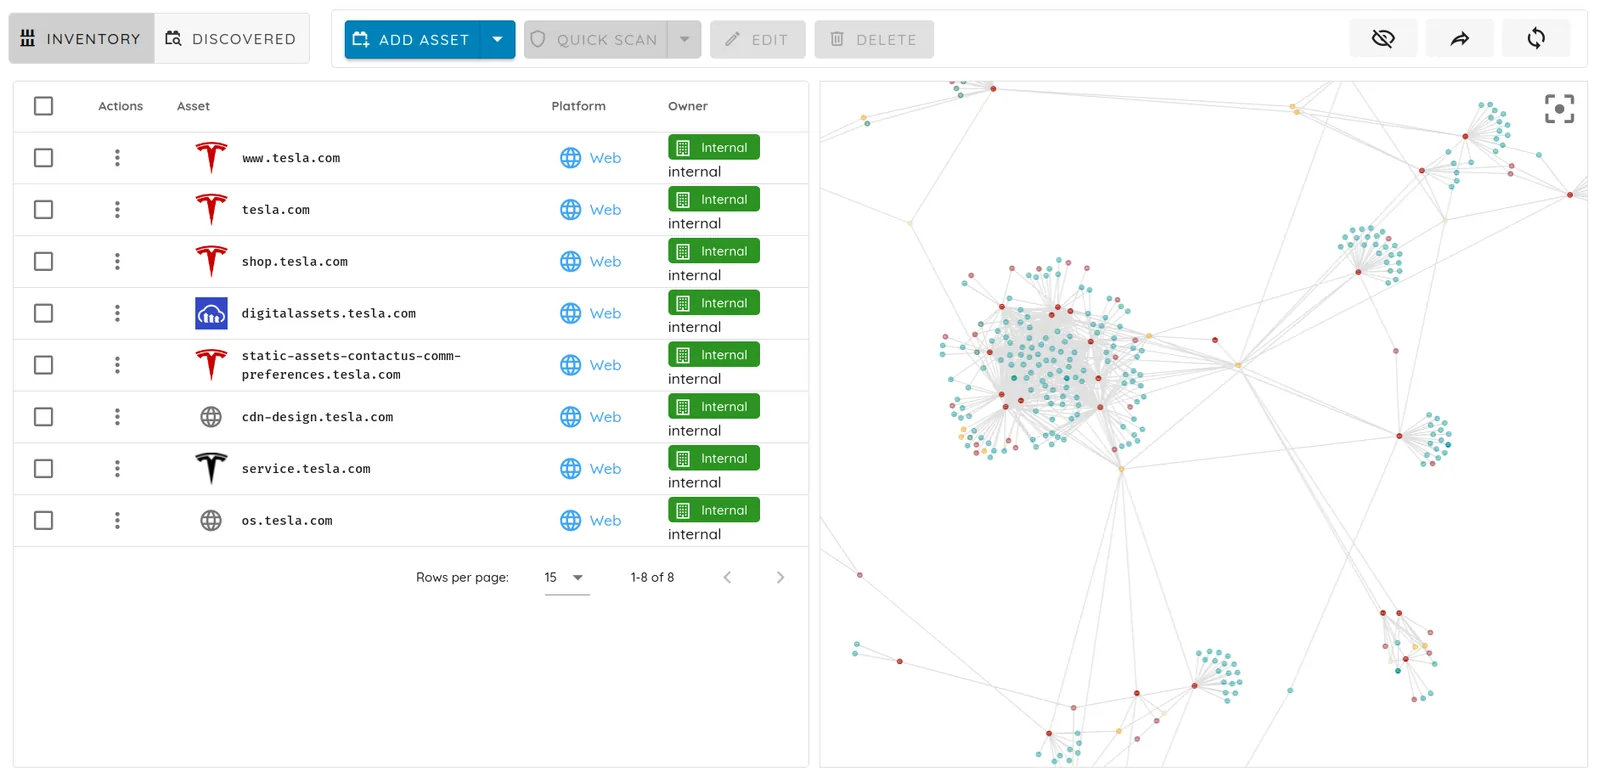 INVENTORY
DISCOVERED
ADD ASSET
QUICK SCAN
EDIT
DELETE
Actions Asset Platform Owner
www.tesla.com Web Internal
internal
tesla.com Web Internal
internal
shop.tesla.com Web Internal
internal
digitalassets.tesla.com Web Internal
internal
static-assets-contactus-comm-
preferences.tesla.com Web Internal
internal
cdn-design.tesla.com Web Internal
internal
service.tesla.com Web Internal
internal
os.tesla.com Web Internal
internal
Rows per page: 15 1-8 of 8